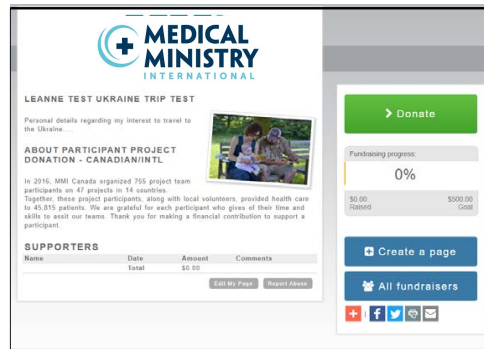 MEDICAL
MINISTRY
INTERNATIONAL
LEANNE TEST UKRAINE TRIP TEST
Personal details regarding my interest to travel to
the Ukraine....
ABOUT PARTICIPANT PROJECT
DONATION - CANADIAN/INTL
In 2016, MMI Canada organized 765 project team
participants on 47 projects in 14 countries.
Together, these project participants, along with local volunteers, provided health care
to 45,815 patients. We are grateful for each participant who gives of their time and
skills to assit our teams. Thank you for making a financial contribution to support a
participant.
SUPPORTERS
Name Date Amount Comments
Total $0.00
Edit My Page Report Abuse
Donate
Fundraising progress:
0%
$0.00 $500.00
Raised Goal
Create a page
All fundraisers